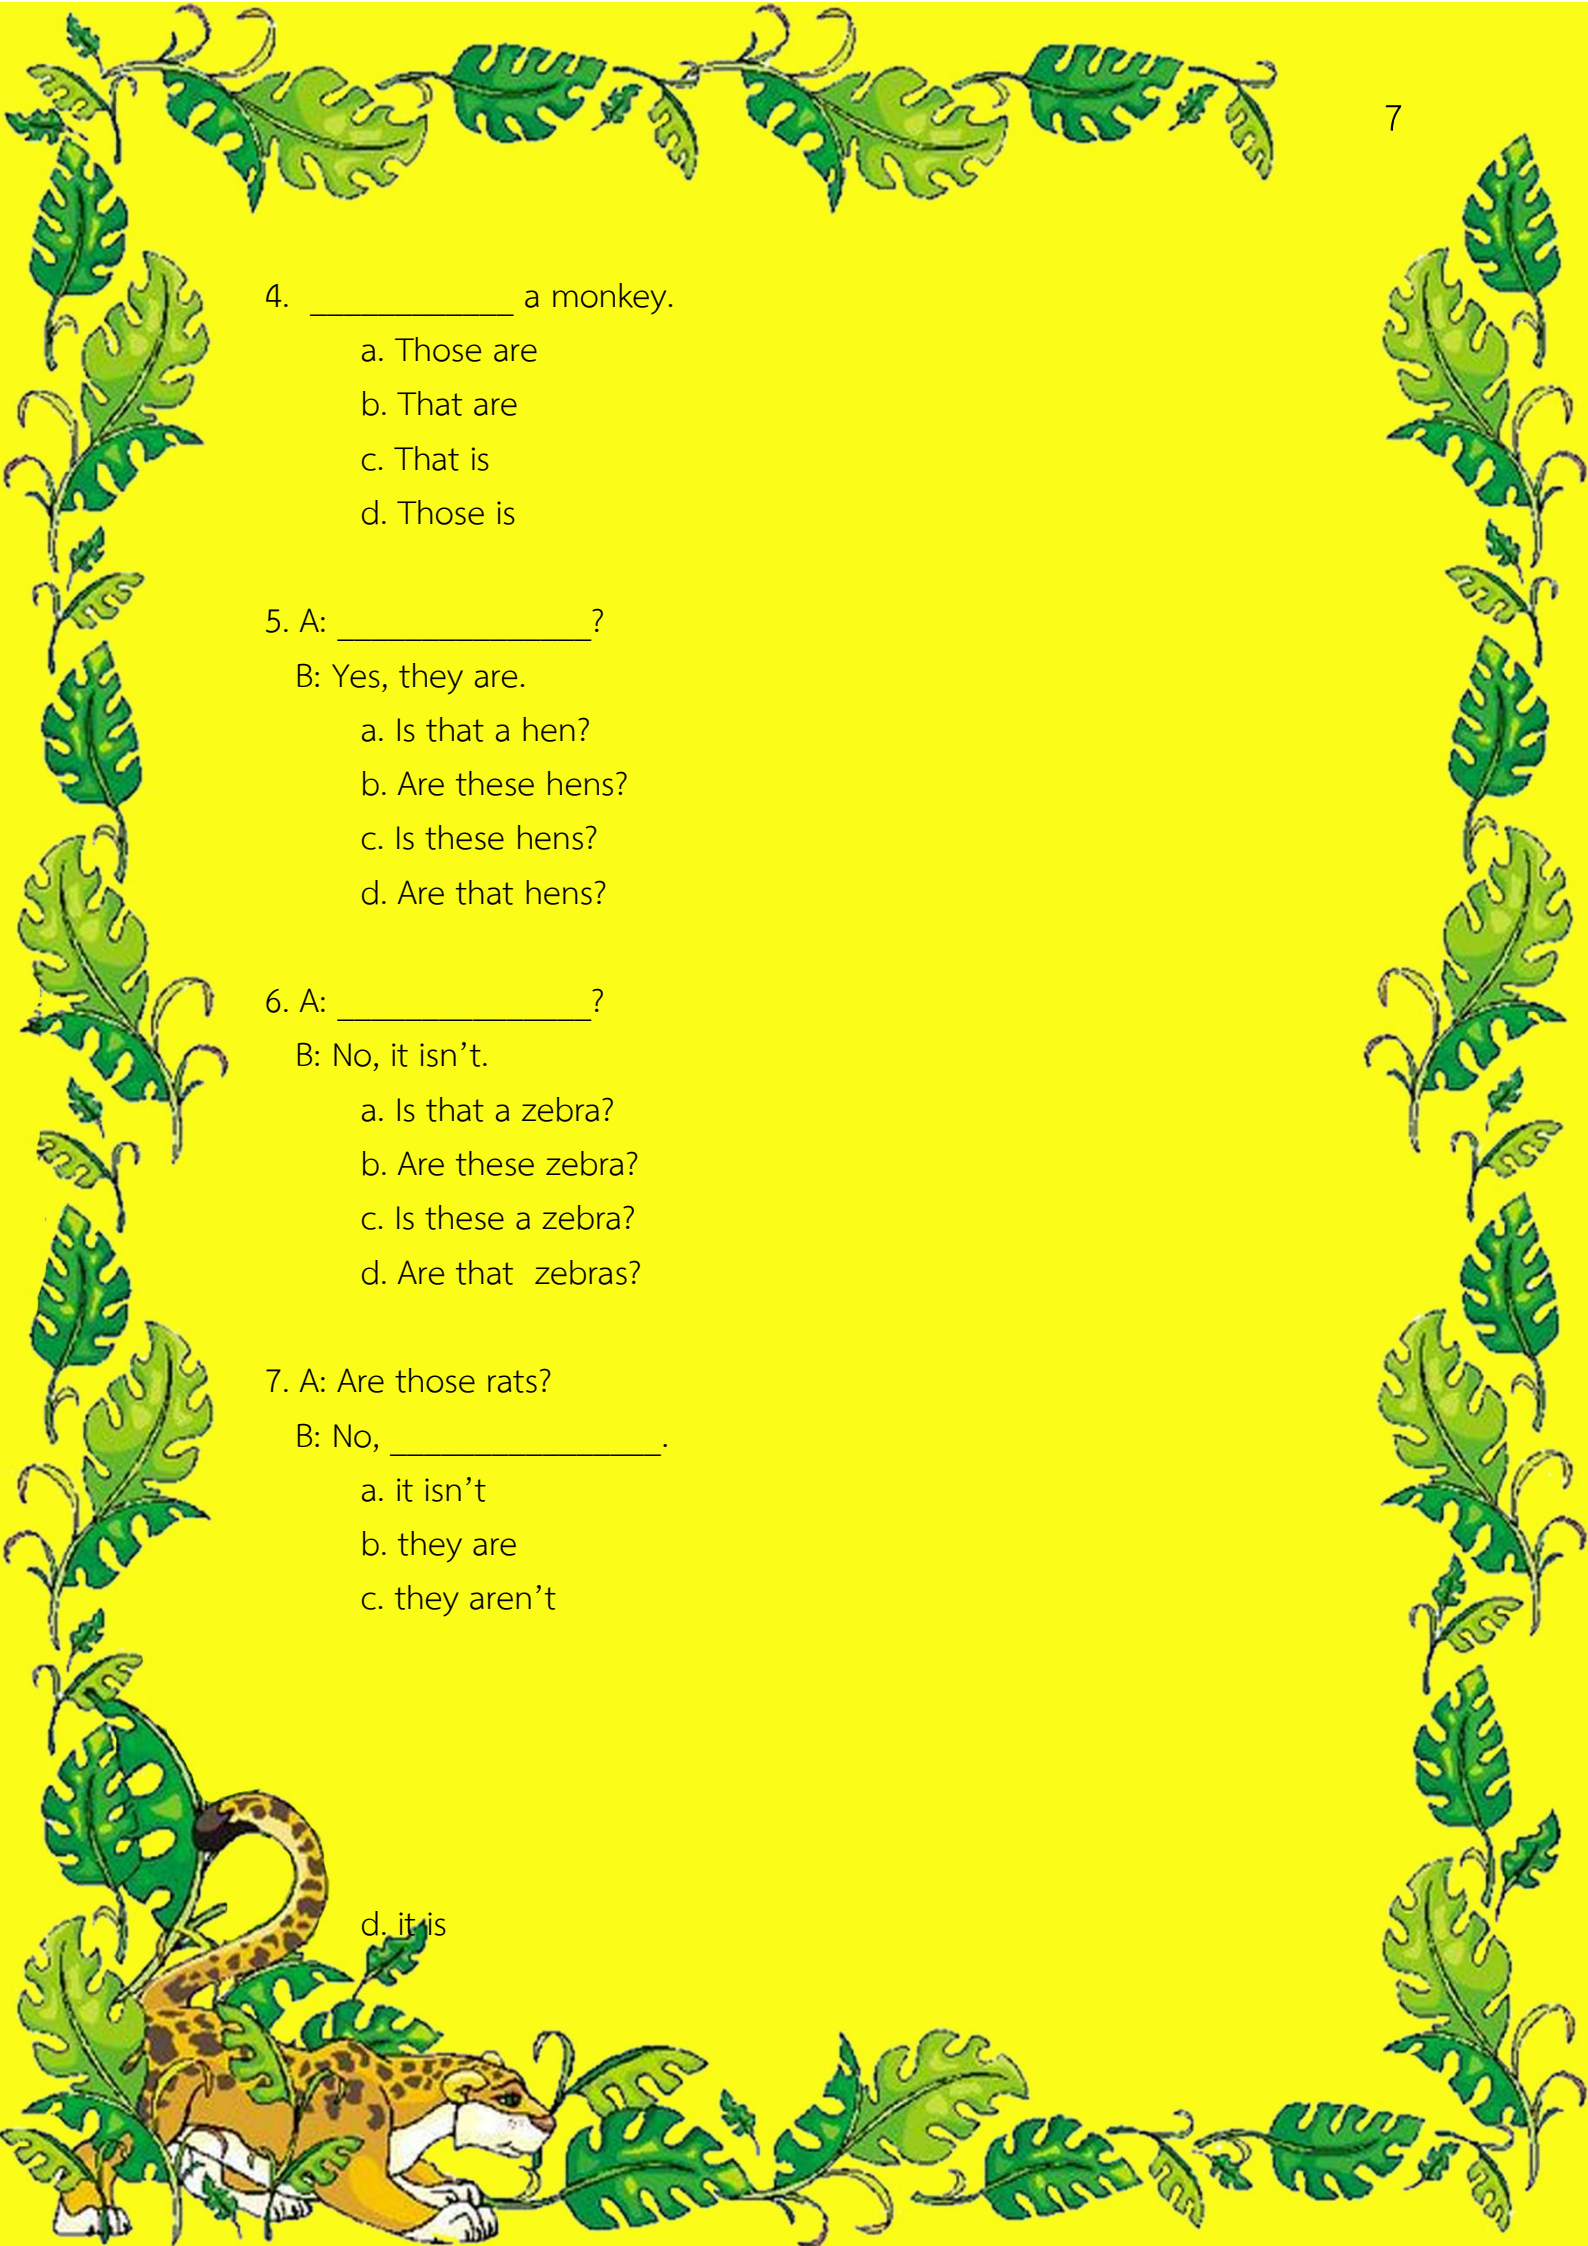 7
4. ____________ a monkey.
a. Those are
b. That are
c. That is
d. Those is
5. A: _______________?
B: Yes, they are.
a. Is that a hen?
b. Are these hens?
c. Is these hens?
d. Are that hens?
6. A: _______________?
B: No, it isn’t.
a. Is that a zebra?
b. Are these zebra?
c. Is these a zebra?
d. Are that  zebras?
7. A: Are those rats?
B: No, ________________.
a. it isn’t
b. they are
c. they aren’t
d. it is